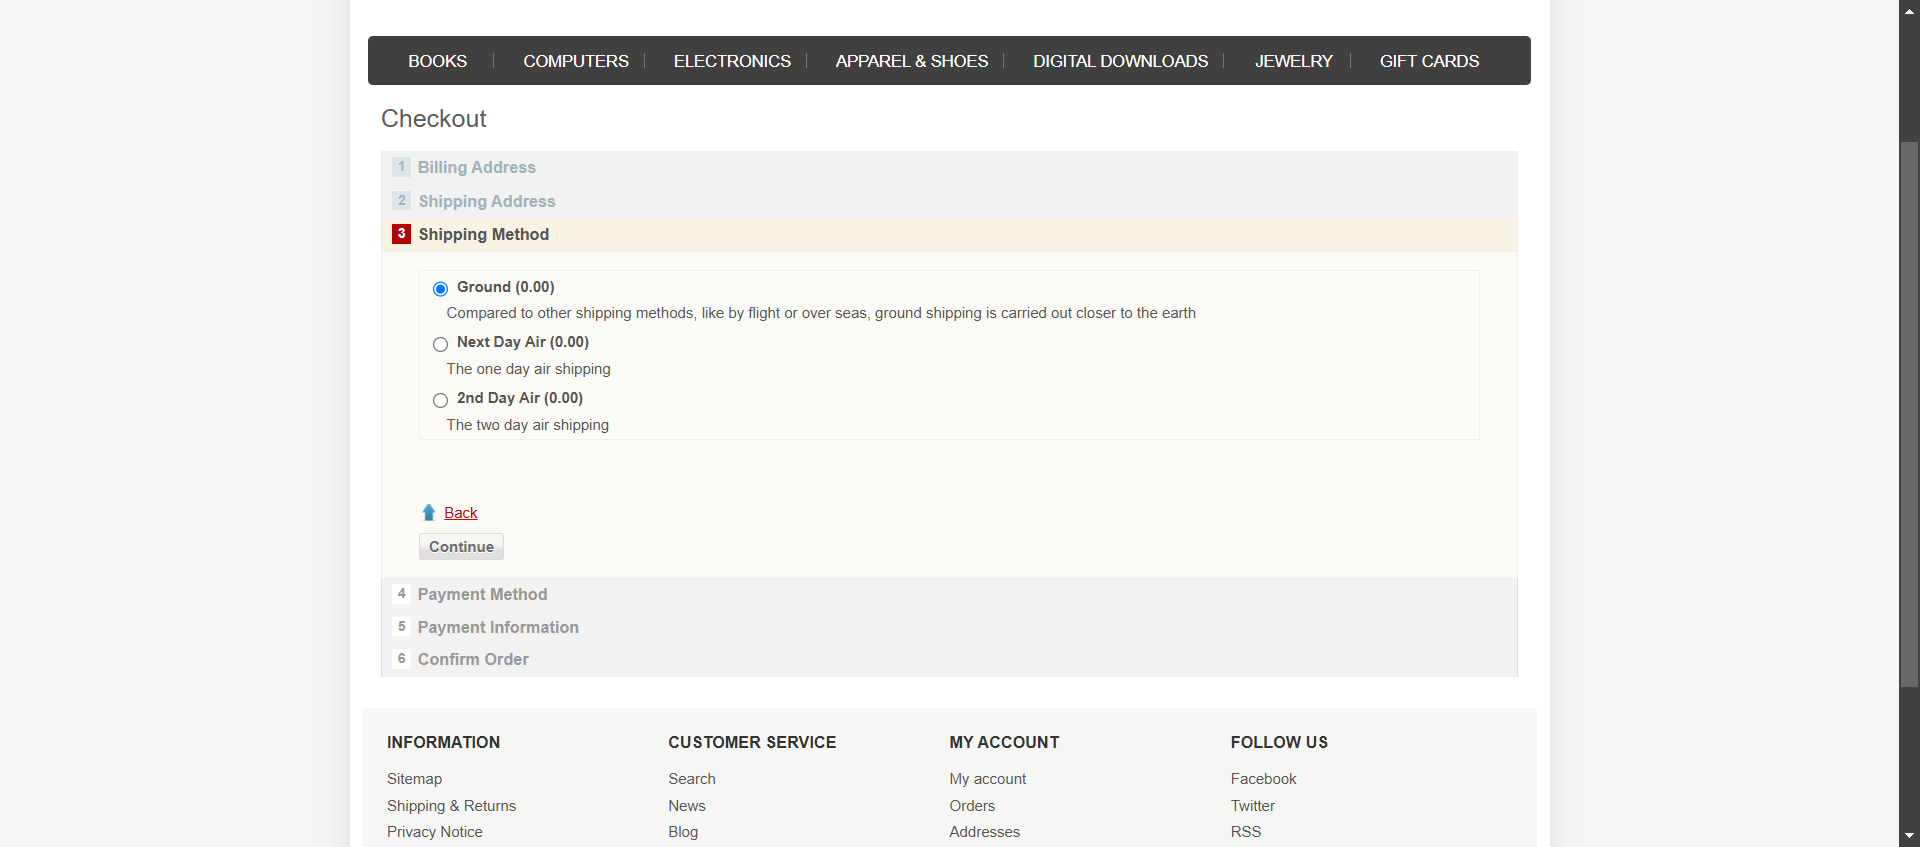 BOOKS COMPUTERS ELECTRONICS APPAREL & SHOES DIGITAL DOWNLOADS JEWELRY GIFT CARDS
Checkout
1 Billing Address
2 Shipping Address
3 Shipping Method
Ground (0.00)
Compared to other shipping methods, like by flight or over seas, ground shipping is carried out closer to the earth
Next Day Air (0.00)
The one day air shipping
2nd Day Air (0.00)
The two day air shipping
Back
Continue
4 Payment Method
5 Payment Information
6 Confirm Order
INFORMATION
Sitemap
Shipping & Returns
Privacy Notice
CUSTOMER SERVICE
Search
News
Blog
MY ACCOUNT
My account
Orders
Addresses
FOLLOW US
Facebook
Twitter
RSS